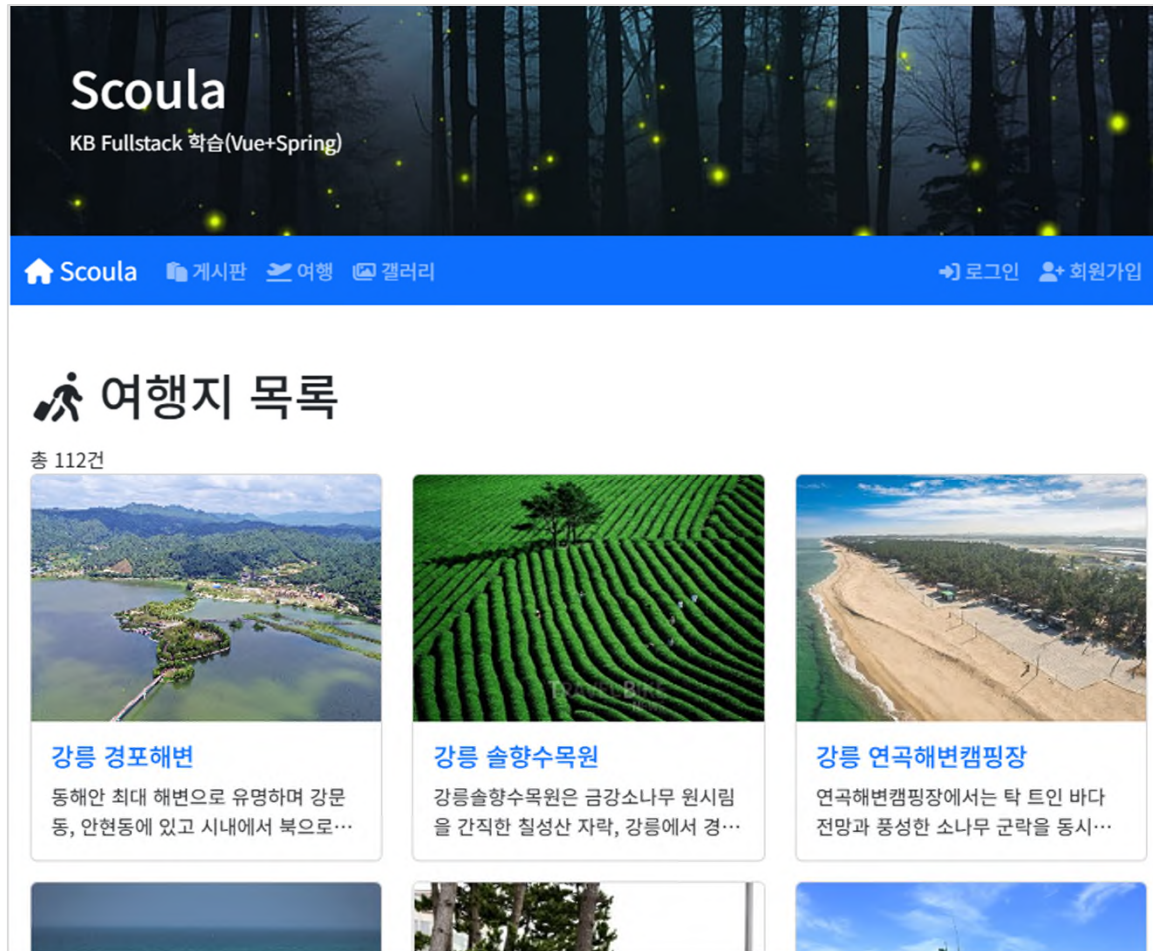 Scoula
KB Fullstack 학습(Vue+Spring)
Scoula 게시판 여행 갤러리 로그인 회원가입
여행지 목록
총 112건
TRAVEL BIKE
NEWS
강릉 경포해변
동해안 최대 해변으로 유명하며 강문
동, 안현동에 있고 시내에서 북으로…
강릉 솔향수목원
강릉솔향수목원은 금강소나무 원시림
을 간직한 칠성산 자락, 강릉에서 경…
강릉 연곡해변캠핑장
연곡해변캠핑장에서는 탁 트인 바다
전망과 풍성한 소나무 군락을 동시…